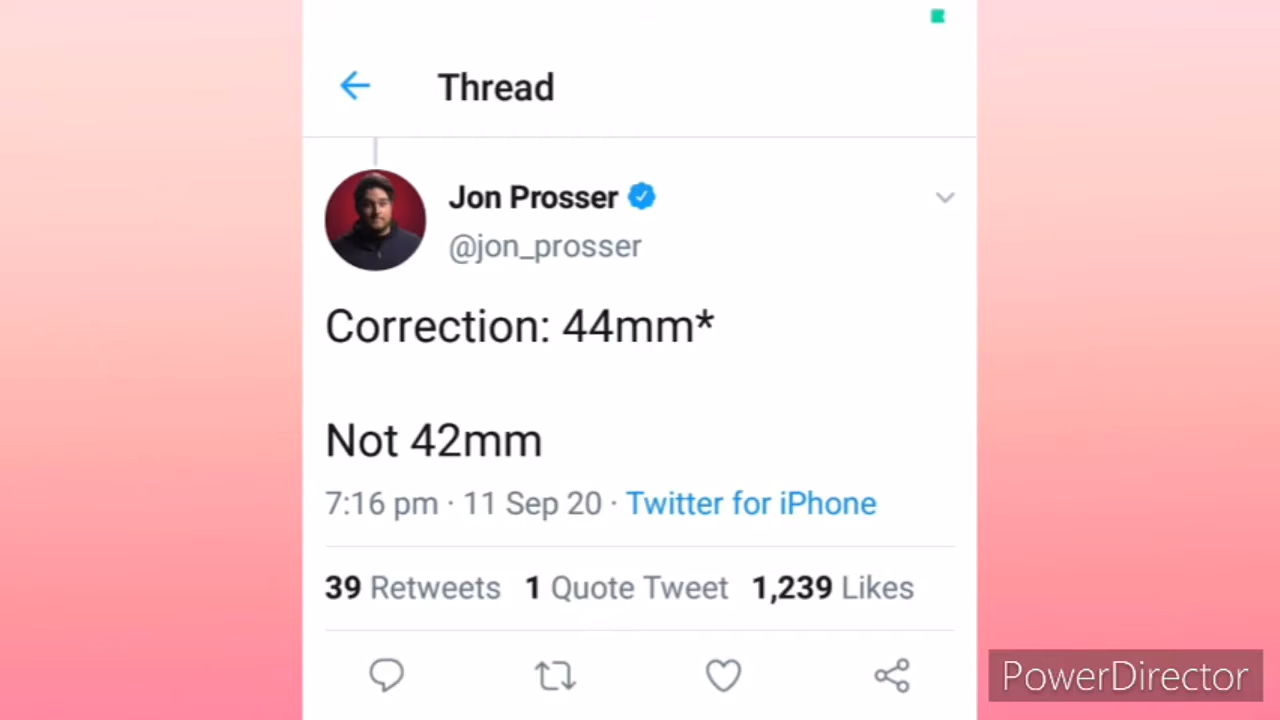 Thread
Jon Prosser
@jon_prosser
Correction: 44mm*
Not 42mm
7:16 pm · 11 Sep 20 · Twitter for iPhone
39 Retweets 1 Quote Tweet 1,239 Likes
PowerDirector